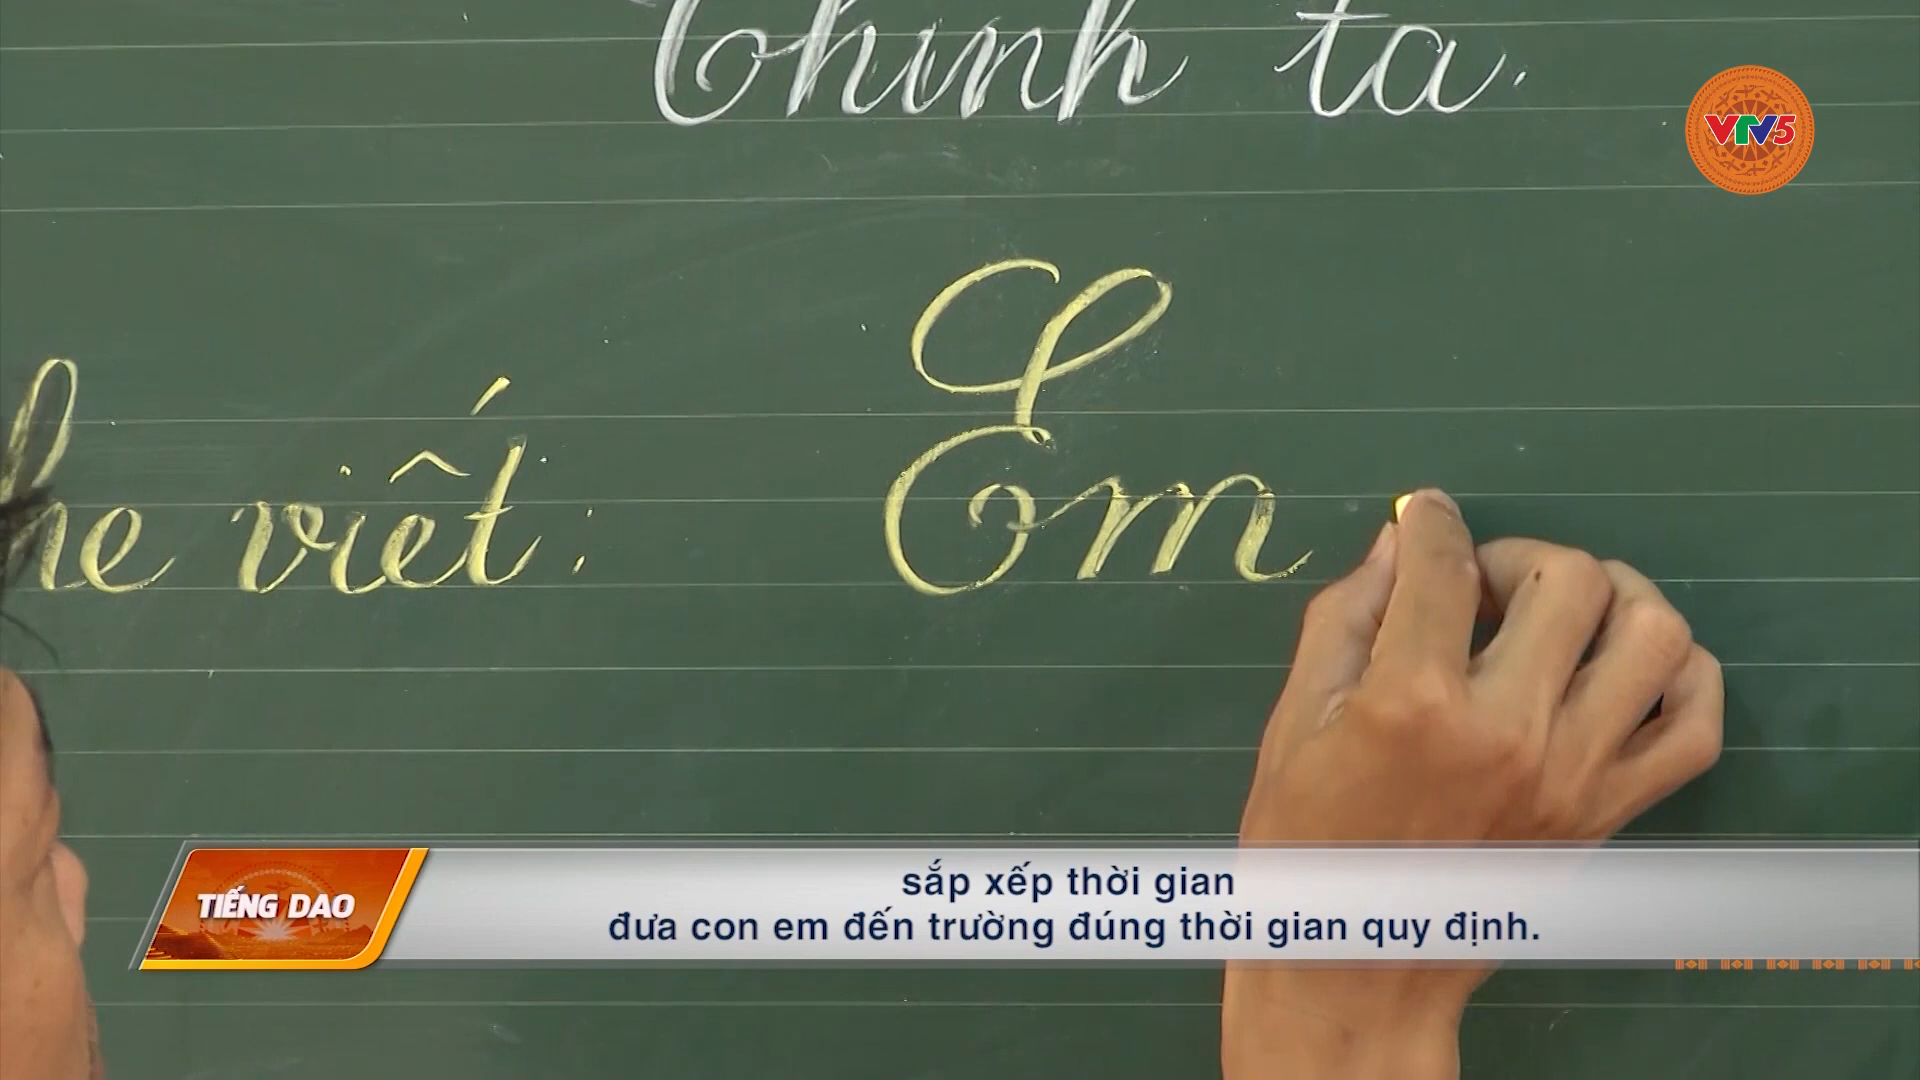 Chính tả.
VTV5
he viết: Em
TIẾNG DAO
sắp xếp thời gian
đưa con em đến trường đúng thời gian quy định.